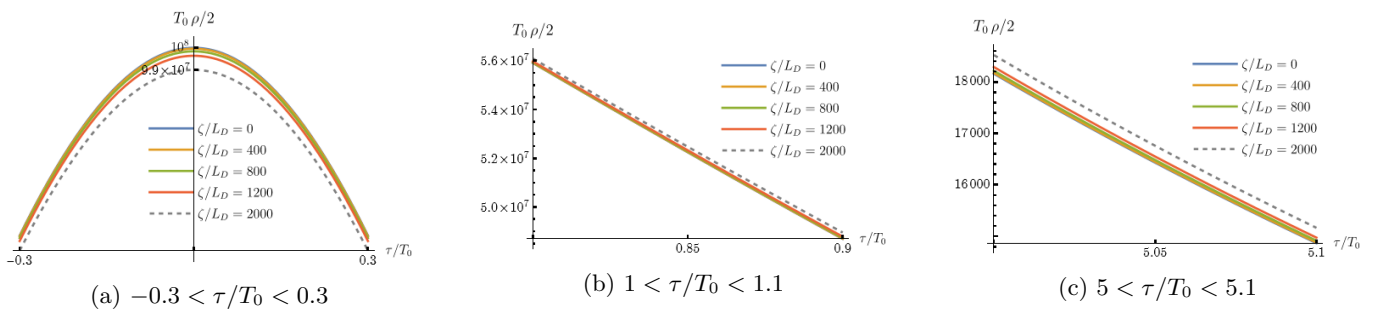 T₀ ρ/2
10⁸
9.9×10⁷
ζ/L_D = 0
ζ/L_D = 400
ζ/L_D = 800
ζ/L_D = 1200
ζ/L_D = 2000
-0.3
0.3
τ/T₀
(a) −0.3 < τ/T₀ < 0.3
T₀ ρ/2
5.6×10⁷
5.4×10⁷
5.2×10⁷
5.0×10⁷
ζ/L_D = 0
ζ/L_D = 400
ζ/L_D = 800
ζ/L_D = 1200
ζ/L_D = 2000
0.85
0.9
τ/T₀
(b) 1 < τ/T₀ < 1.1
T₀ ρ/2
18000
17000
16000
ζ/L_D = 0
ζ/L_D = 400
ζ/L_D = 800
ζ/L_D = 1200
ζ/L_D = 2000
5.05
5.1
τ/T₀
(c) 5 < τ/T₀ < 5.1